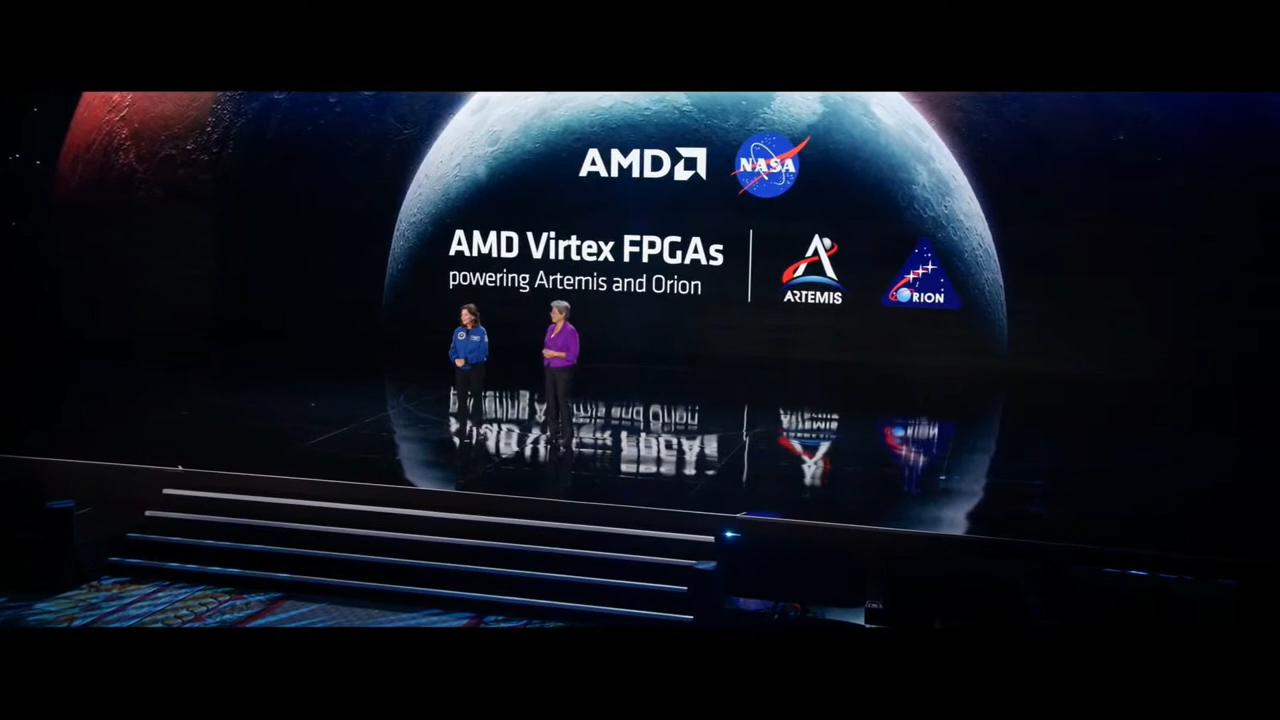 AMD
NASA
AMD Virtex FPGAs
powering Artemis and Orion
ARTEMIS
ORION